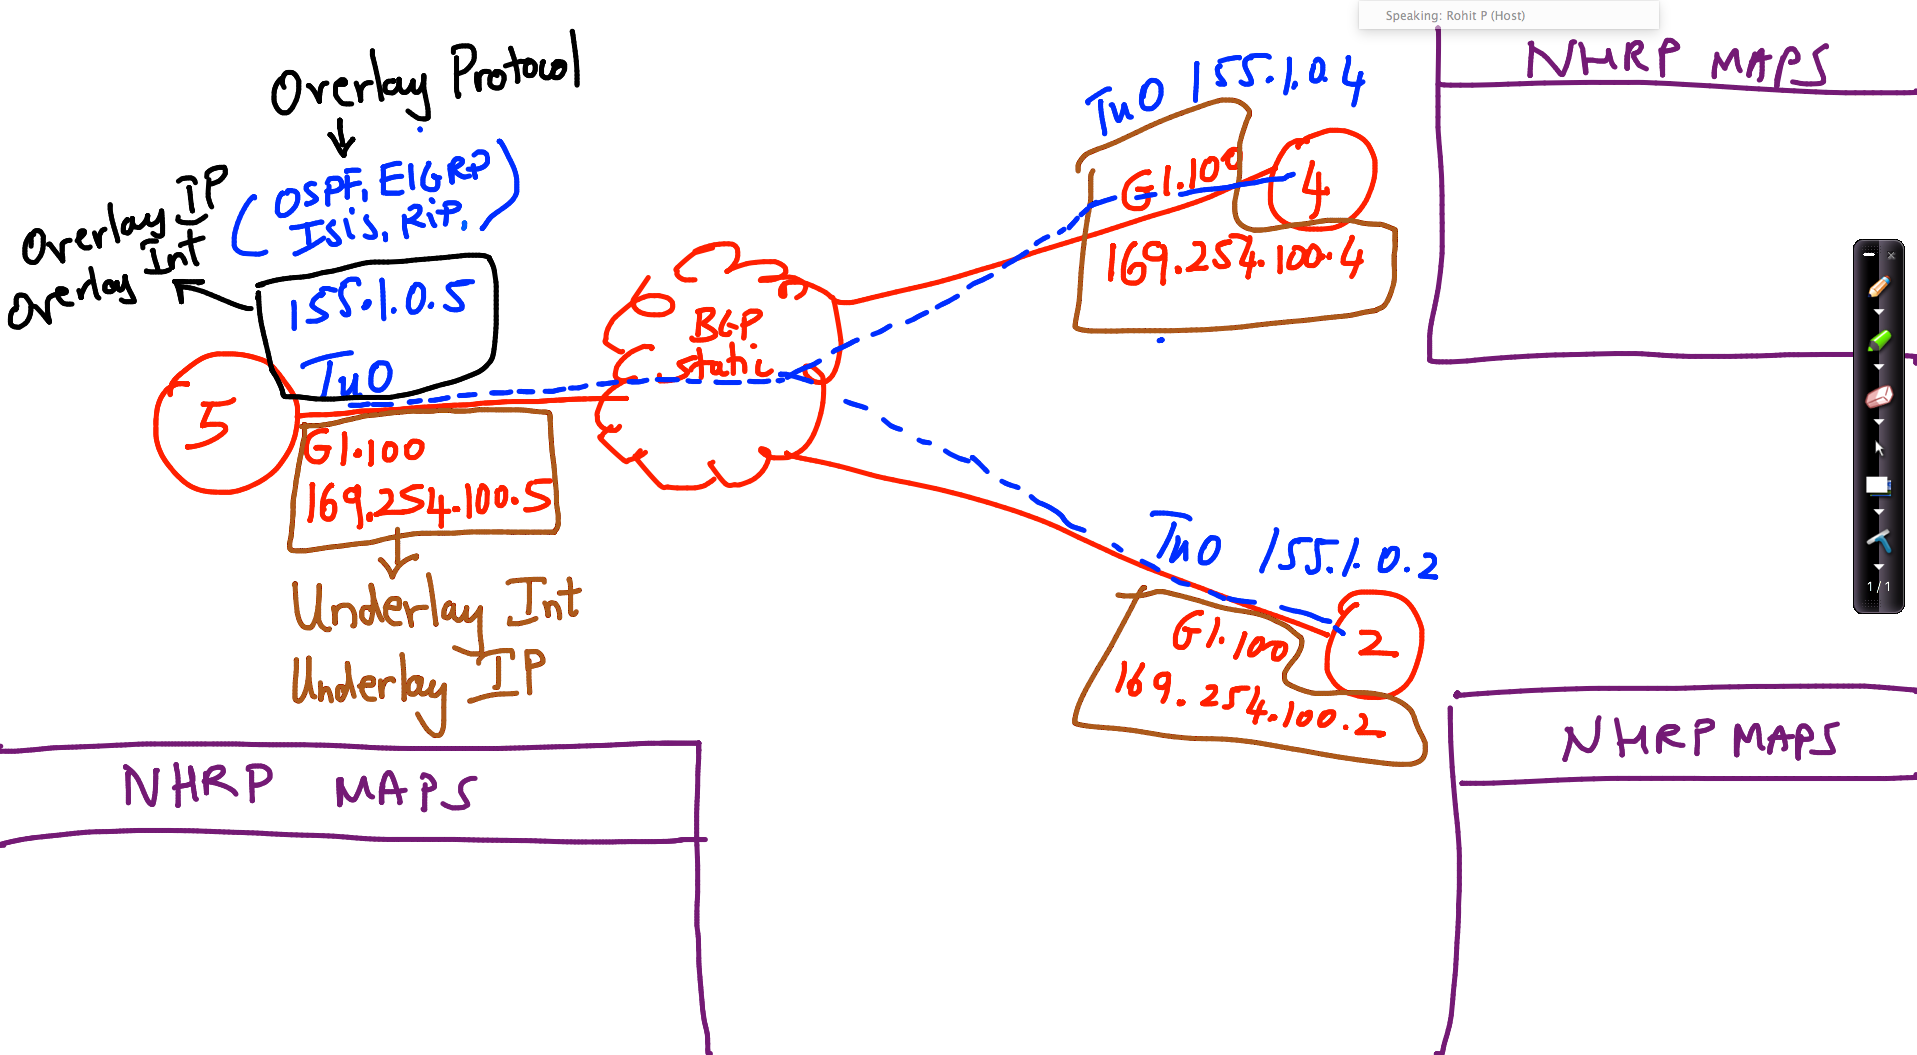 Speaking: Rohit P (Host)
NHRP MAPS
Overlay Protocol
(OSPF, EIGRP
ISiS, RiP,)
Overlay IP
Overlay Int
155.1.0.5
Tu0
5
G1.100
169.254.100.5
Underlay Int
Underlay IP
BGP
static
Tu0 155.1.0.4
G1.100
4
169.254.100.4
Tu0 155.1.0.2
G1.100
2
169.254.100.2
1 / 1
NHRP MAPS
NHRP MAPS